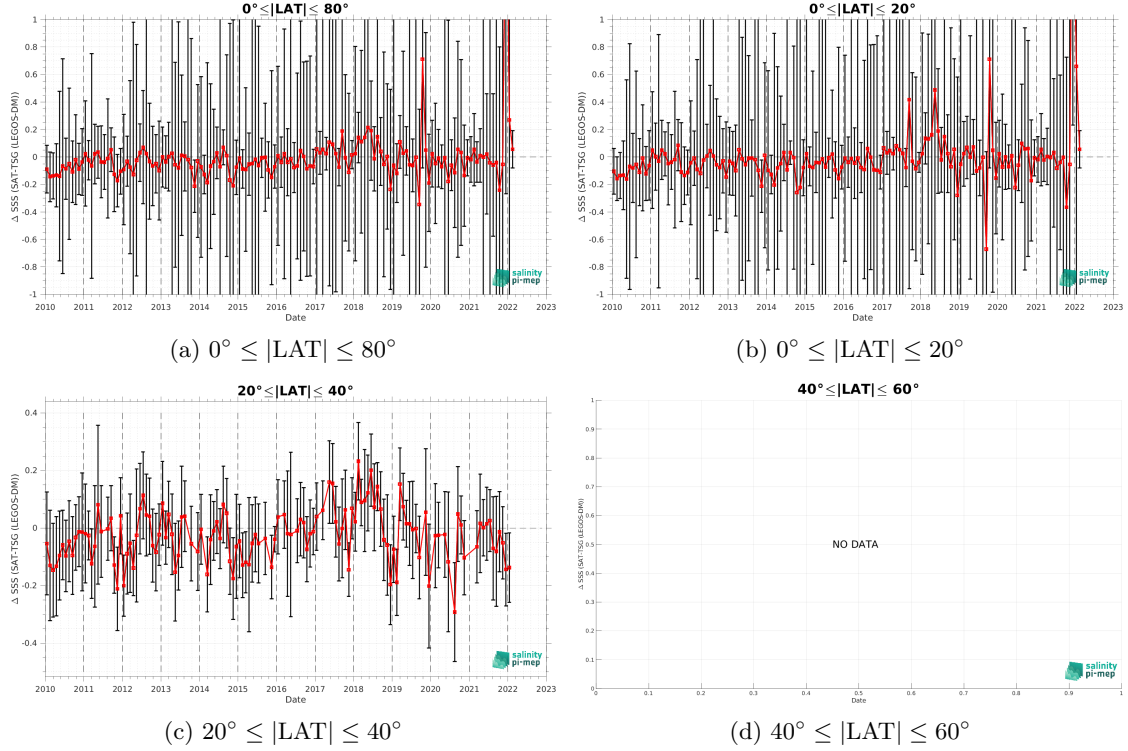 0°≤|LAT|≤ 80°
Δ SSS (SAT-TSG (LEGOS-DM))
1
0.8
0.6
0.4
0.2
0
-0.2
-0.4
-0.6
-0.8
-1
2010 2011 2012 2013 2014 2015 2016 2017 2018 2019 2020 2021 2022 2023
Date
salinity
pi-mep
(a) 0° ≤ |LAT| ≤ 80°
0°≤|LAT|≤ 20°
Δ SSS (SAT-TSG (LEGOS-DM))
1
0.8
0.6
0.4
0.2
0
-0.2
-0.4
-0.6
-0.8
-1
2010 2011 2012 2013 2014 2015 2016 2017 2018 2019 2020 2021 2022 2023
Date
salinity
pi-mep
(b) 0° ≤ |LAT| ≤ 20°
20°≤|LAT|≤ 40°
Δ SSS (SAT-TSG (LEGOS-DM))
0.4
0.2
0
-0.2
-0.4
2010 2011 2012 2013 2014 2015 2016 2017 2018 2019 2020 2021 2022 2023
Date
salinity
pi-mep
(c) 20° ≤ |LAT| ≤ 40°
40°≤|LAT|≤ 60°
Δ SSS (SAT-TSG (LEGOS-DM))
1
0.9
0.8
0.7
0.6
0.5
0.4
0.3
0.2
0.1
0
NO DATA
0 0.1 0.2 0.3 0.4 0.5 0.6 0.7 0.8 0.9 1
Date
salinity
pi-mep
(d) 40° ≤ |LAT| ≤ 60°